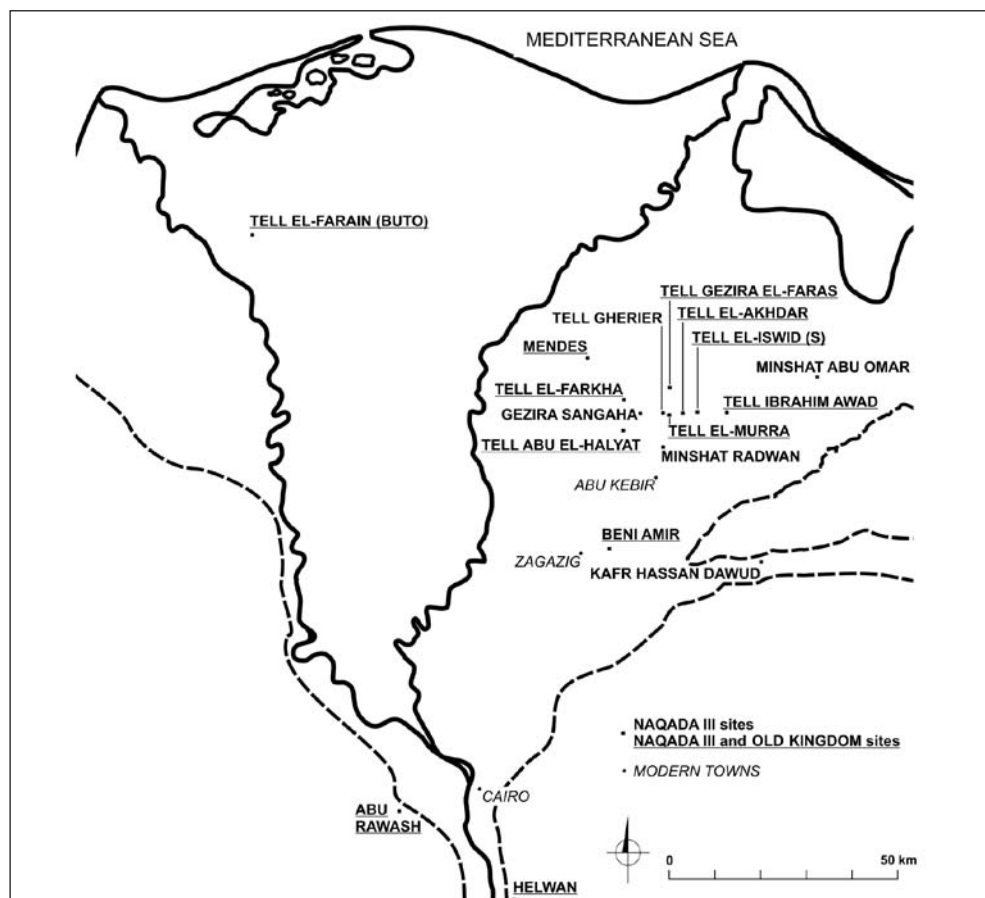 MEDITERRANEAN SEA
TELL EL-FARAIN (BUTO)
TELL GEZIRA EL-FARAS
TELL GHERIER
TELL EL-AKHDAR
TELL EL-ISWID (S)
MENDES
MINSHAT ABU OMAR
TELL EL-FARKHA
TELL IBRAHIM AWAD
GEZIRA SANGAHA
TELL EL-MURRA
TELL ABU EL-HALYAT
MINSHAT RADWAN
ABU KEBIR
BENI AMIR
ZAGAZIG
KAFR HASSAN DAWUD
NAQADA III sites
NAQADA III and OLD KINGDOM sites
MODERN TOWNS
CAIRO
ABU
RAWASH
0 50 km
HELWAN